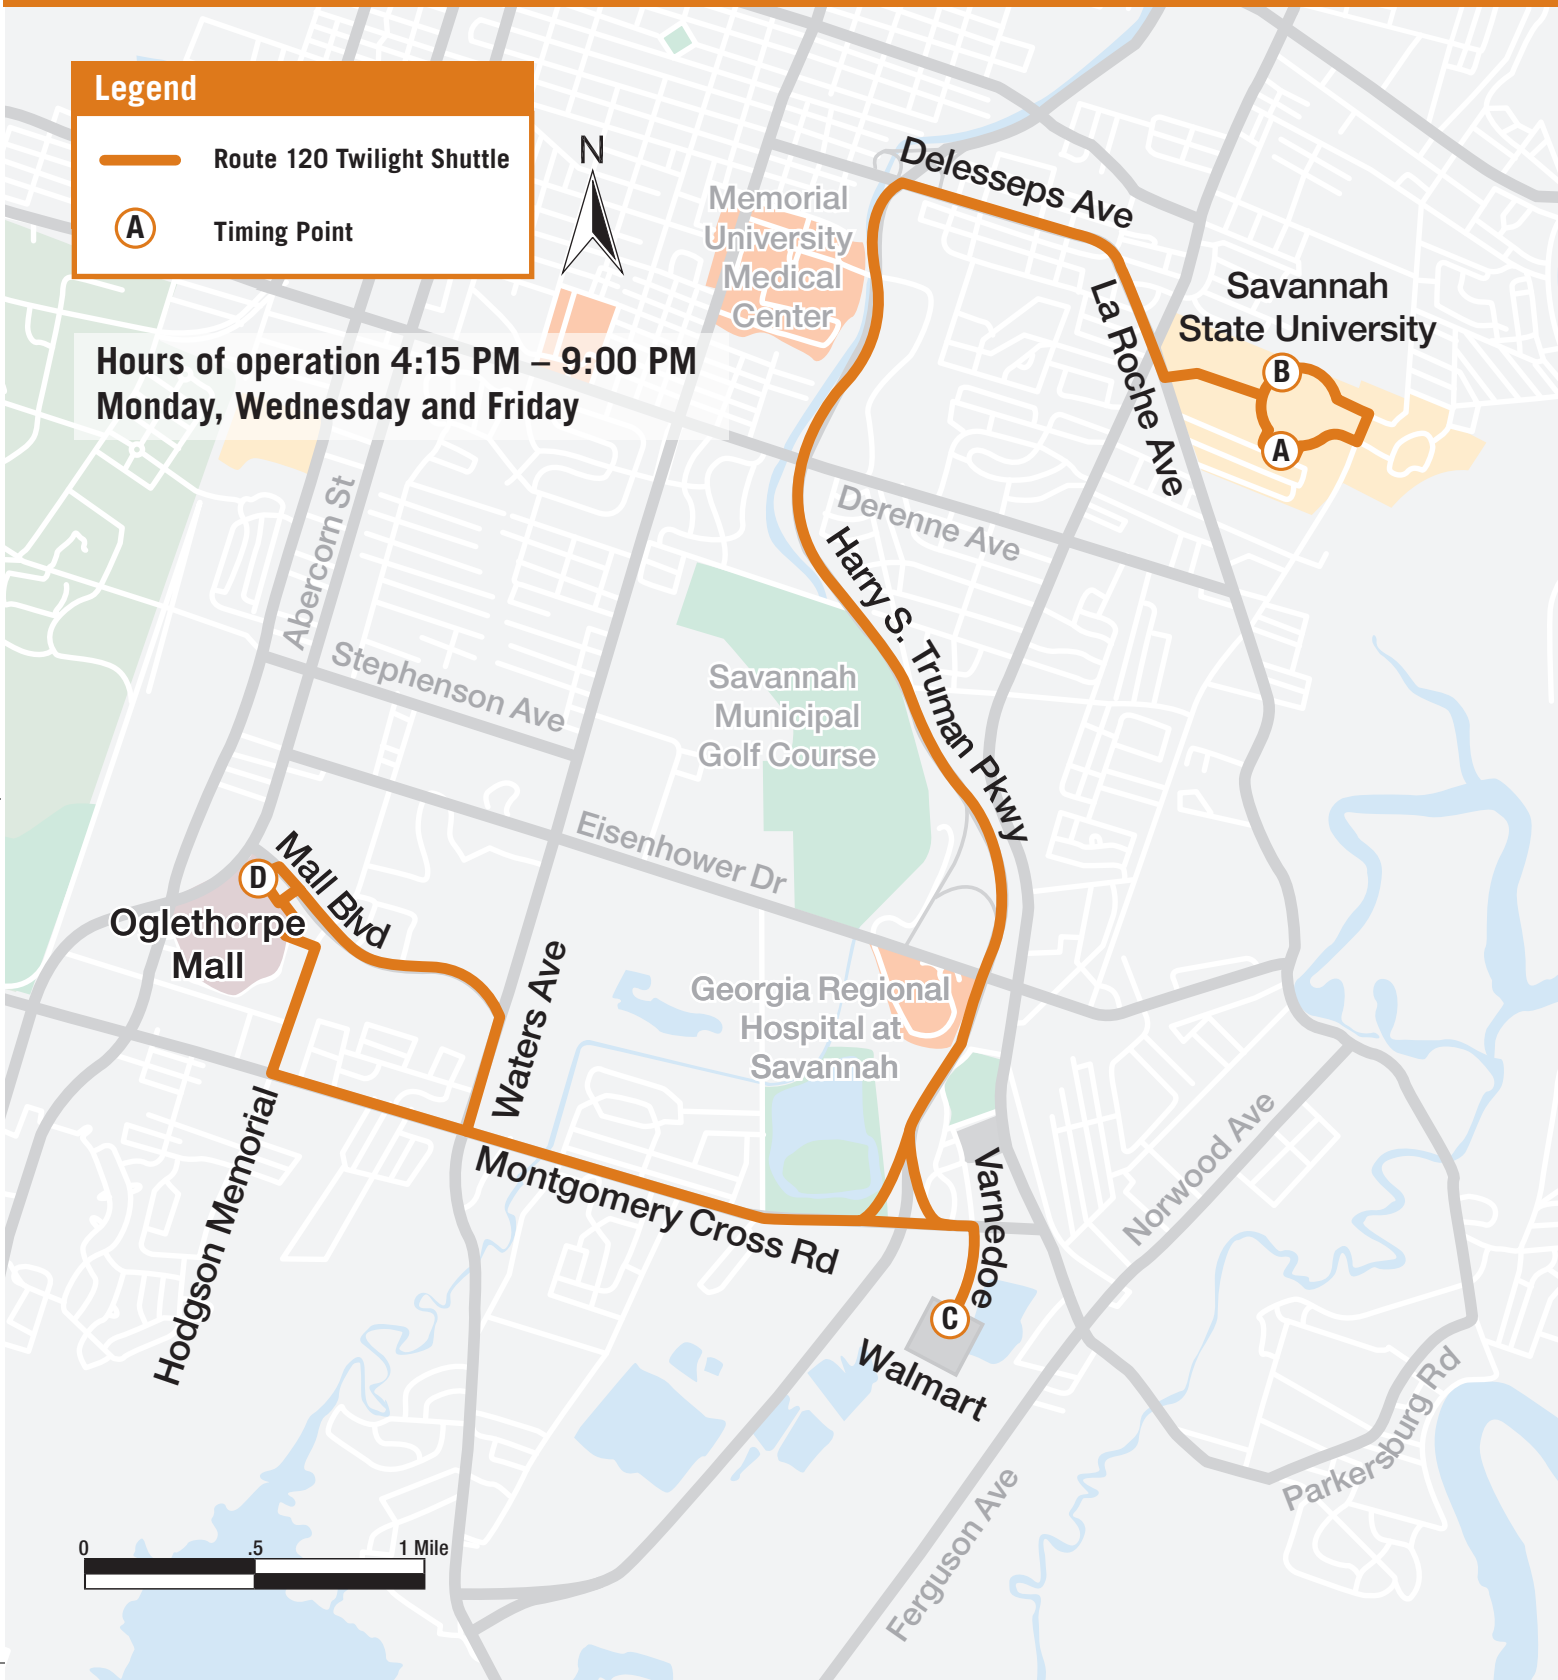 Legend
Route 120 Twilight Shuttle
A
Timing Point
N
Hours of operation 4:15 PM – 9:00 PM
Monday, Wednesday and Friday
Delesseps Ave
Memorial
University
Medical
Center
La Roche Ave
Savannah
State University
B
A
Abercorn St
Derenne Ave
Harry S. Truman Pkwy
Stephenson Ave
Savannah
Municipal
Golf Course
Eisenhower Dr
Mall Blvd
D
Oglethorpe
Mall
Waters Ave
Georgia Regional
Hospital at
Savannah
Hodgson Memorial
Montgomery Cross Rd
Varnedoe
Norwood Ave
C
Walmart
Parkersburg Rd
Ferguson Ave
0 .5 1 Mile